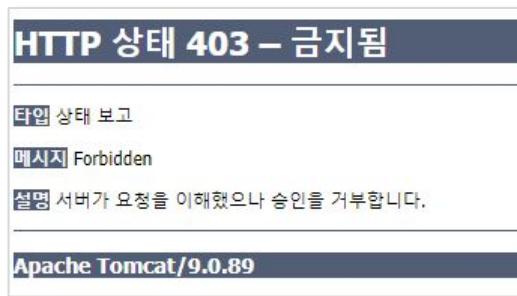 HTTP 상태 403 – 금지됨
타입 상태 보고
메시지 Forbidden
설명 서버가 요청을 이해했으나 승인을 거부합니다.
Apache Tomcat/9.0.89